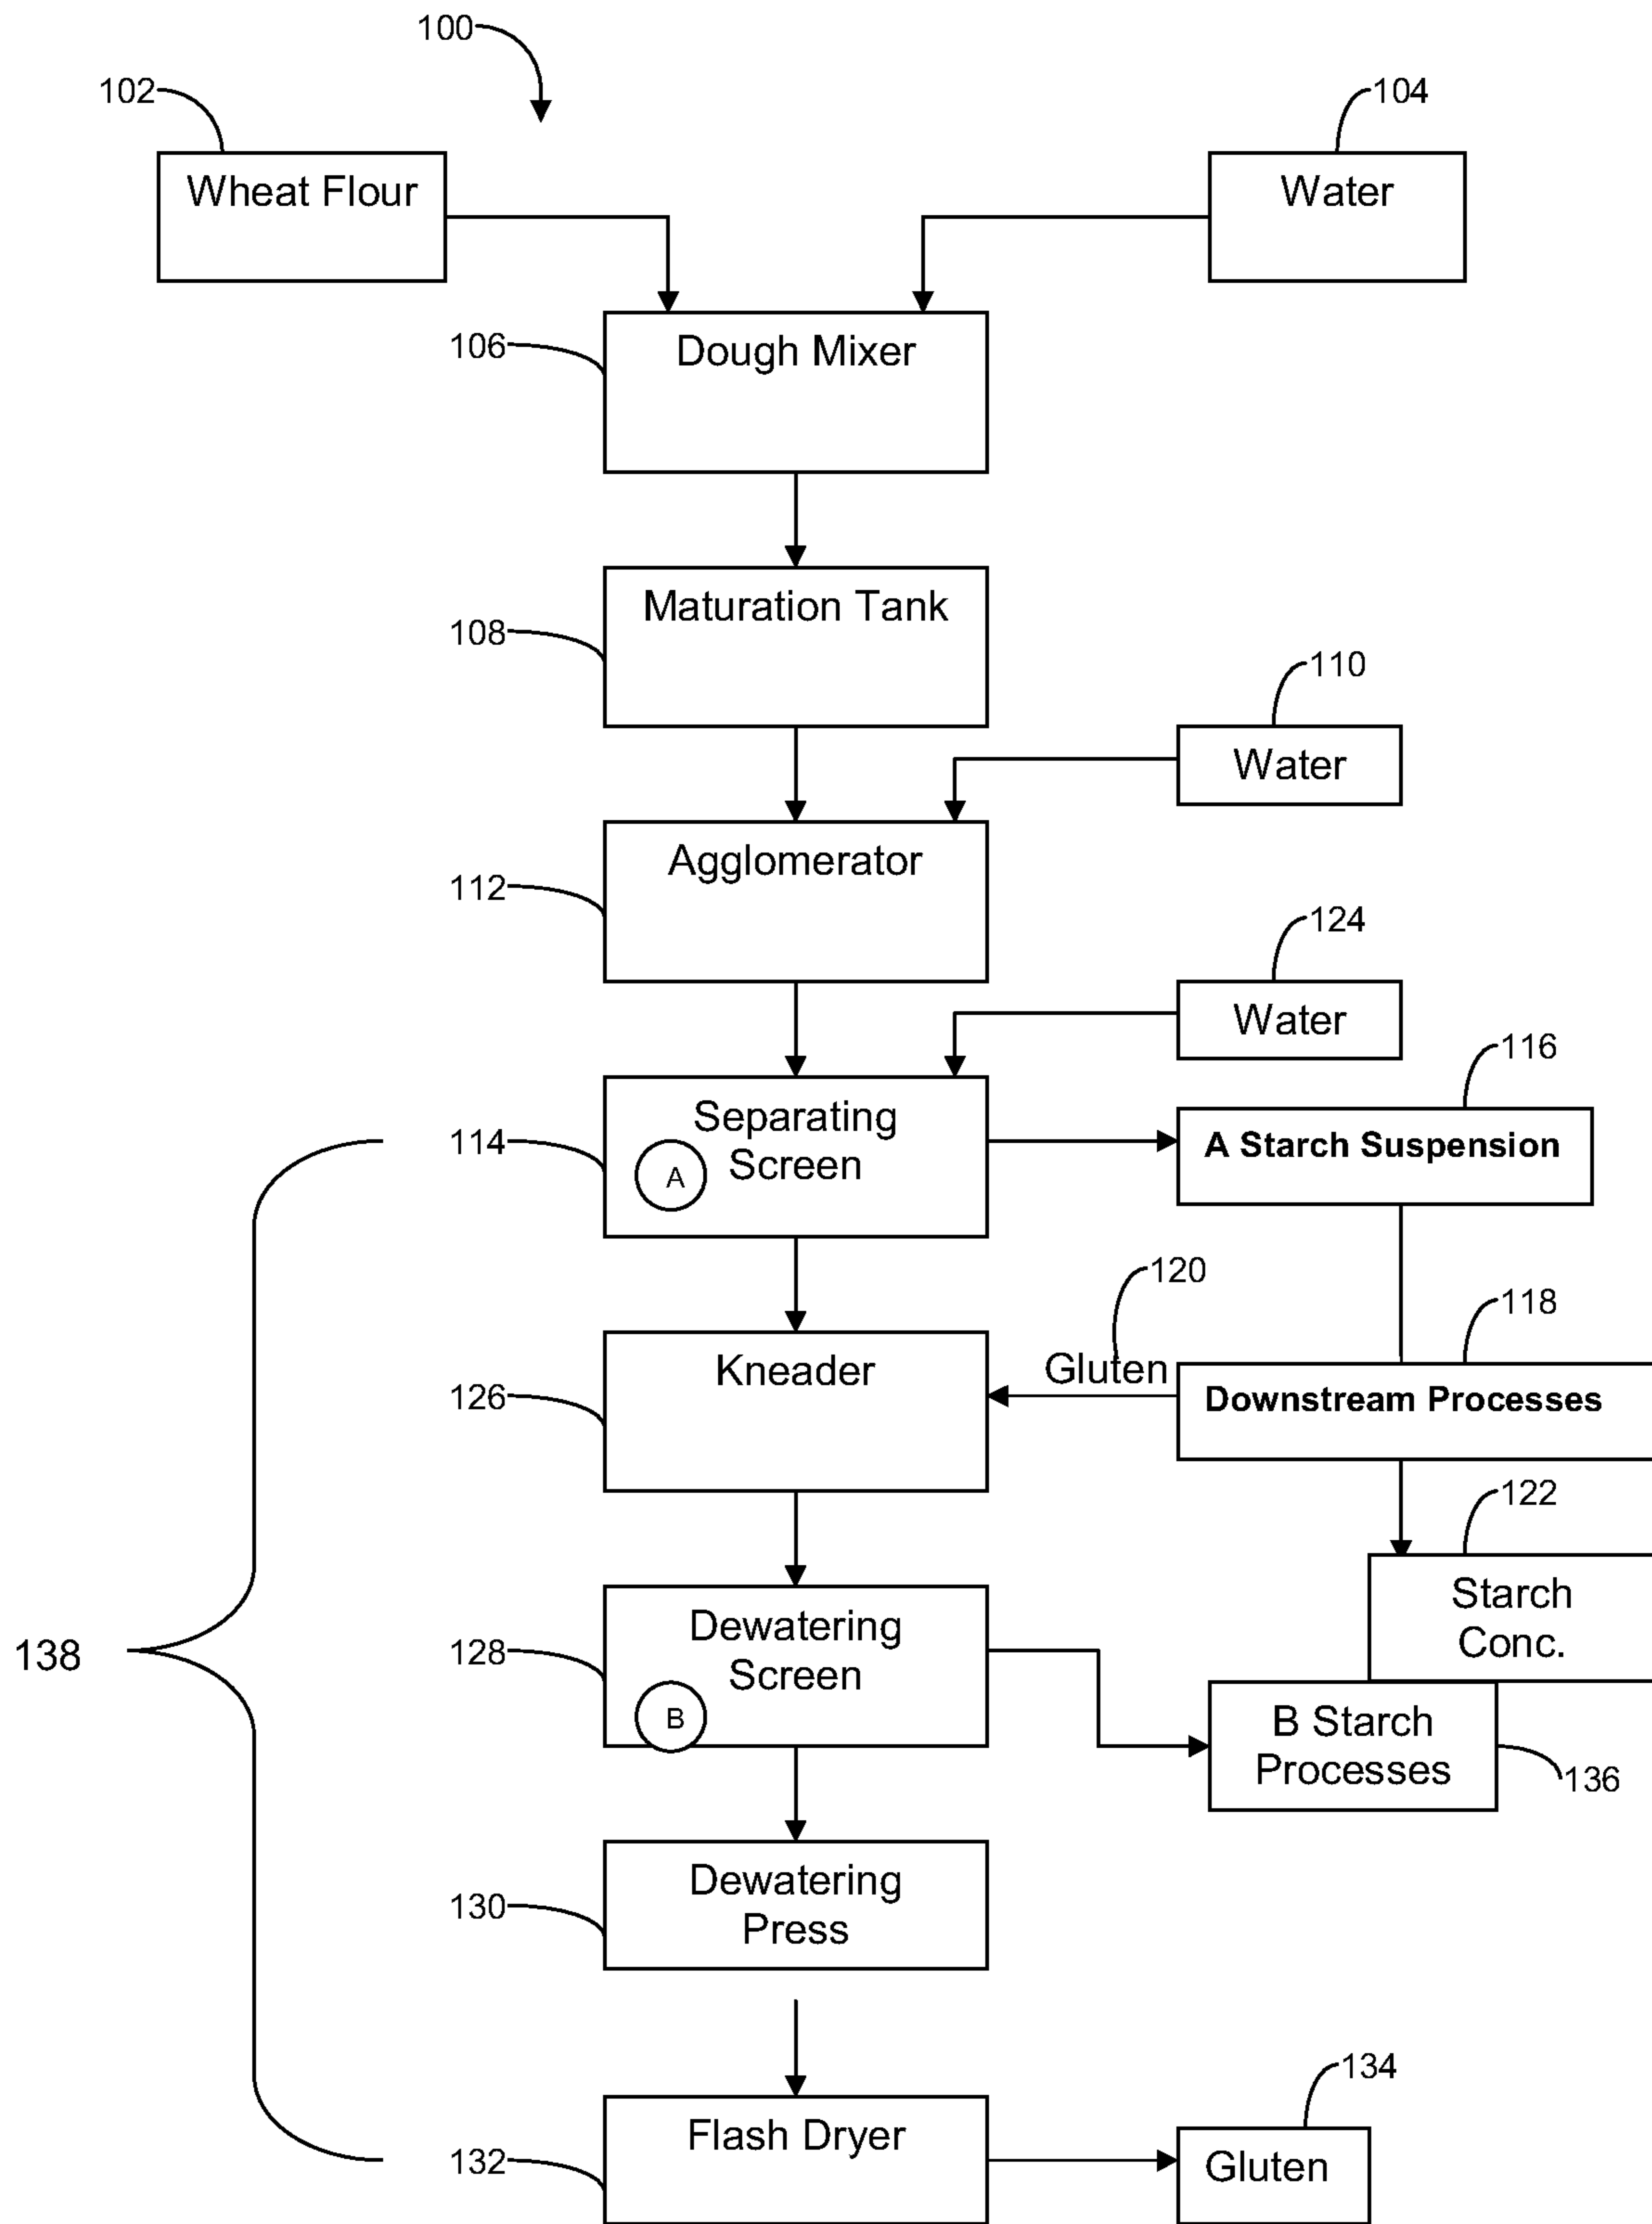 100
102
104
Wheat Flour
Water
106
Dough Mixer
108
Maturation Tank
110
Water
112
Agglomerator
124
Water
116
114
Separating
Screen
A
A Starch Suspension
120
118
126
Kneader
Gluten
Downstream Processes
122
Starch
Conc.
138
128
Dewatering
Screen
B
B Starch
Processes
136
130
Dewatering
Press
134
132
Flash Dryer
Gluten